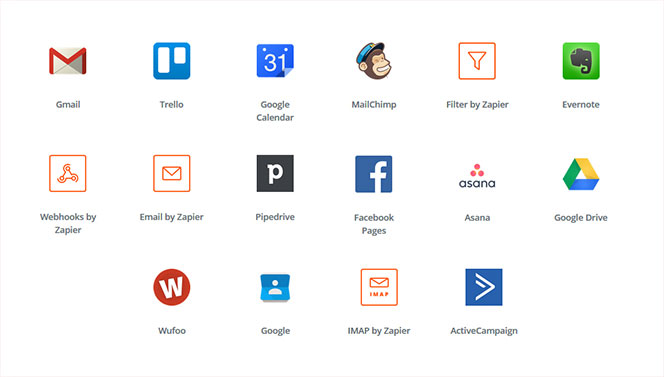 31
Gmail
Trello
Google
Calendar
MailChimp
Filter by Zapier
Evernote
p
f
asana
Webhooks by
Zapier
Email by Zapier
Pipedrive
Facebook
Pages
Asana
Google Drive
W
IMAP
Wufoo
Google
IMAP by Zapier
ActiveCampaign